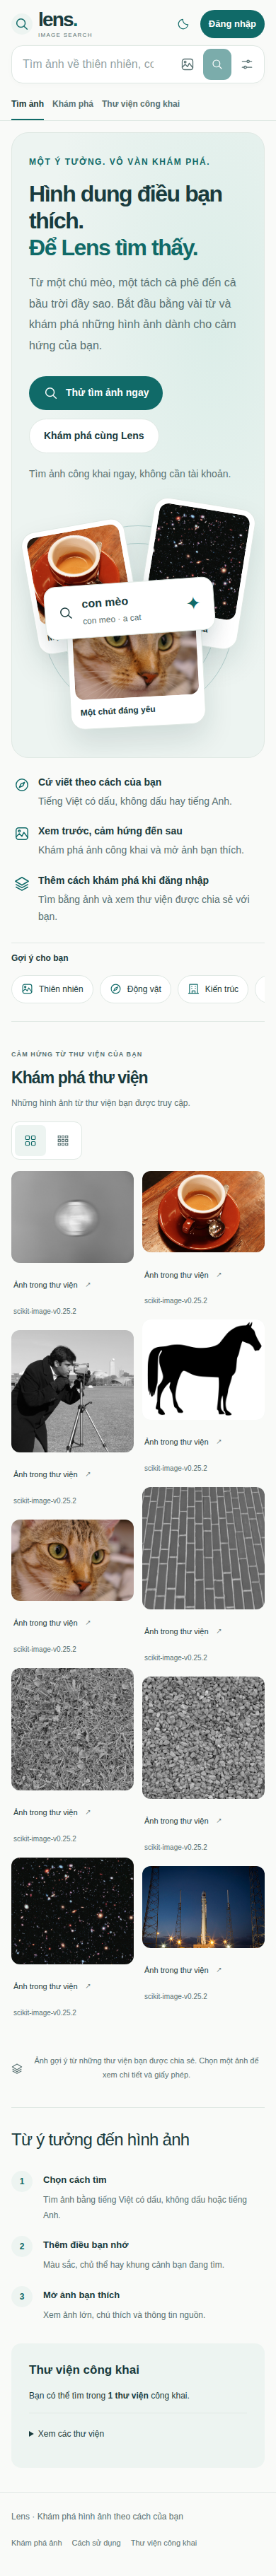 lens.
IMAGE SEARCH
Đăng nhập
Tìm ảnh về thiên nhiên, cơ
Tìm ảnh Khám phá Thư viện công khai
MỘT Ý TƯỞNG. VÔ VÀN KHÁM PHÁ.
Hình dung điều bạn
thích.
Để Lens tìm thấy.
Từ một chú mèo, một tách cà phê đến cả
bầu trời đầy sao. Bắt đầu bằng vài từ và
khám phá những hình ảnh dành cho cảm
hứng của bạn.
Thử tìm ảnh ngay
Khám phá cùng Lens
Tìm ảnh công khai ngay, không cần tài khoản.
con mèo
con meo · a cat
Một chút đáng yêu
Cứ viết theo cách của bạn
Tiếng Việt có dấu, không dấu hay tiếng Anh.
Xem trước, cảm hứng đến sau
Khám phá ảnh công khai và mở ảnh bạn thích.
Thêm cách khám phá khi đăng nhập
Tìm bằng ảnh và xem thư viện được chia sẻ với
bạn.
Gợi ý cho bạn
Thiên nhiên
Động vật
Kiến trúc
CẢM HỨNG TỪ THƯ VIỆN CỦA BẠN
Khám phá thư viện
Những hình ảnh từ thư viện bạn được truy cập.
Ảnh trong thư viện ↗
scikit-image-v0.25.2
Ảnh trong thư viện ↗
scikit-image-v0.25.2
Ảnh trong thư viện ↗
scikit-image-v0.25.2
Ảnh trong thư viện ↗
scikit-image-v0.25.2
Ảnh trong thư viện ↗
scikit-image-v0.25.2
Ảnh trong thư viện ↗
scikit-image-v0.25.2
Ảnh trong thư viện ↗
scikit-image-v0.25.2
Ảnh trong thư viện ↗
scikit-image-v0.25.2
Ảnh trong thư viện ↗
scikit-image-v0.25.2
Ảnh trong thư viện ↗
scikit-image-v0.25.2
Ảnh gợi ý từ những thư viện bạn được chia sẻ. Chọn một ảnh để
xem chi tiết và giấy phép.
Từ ý tưởng đến hình ảnh
1 Chọn cách tìm
Tìm ảnh bằng tiếng Việt có dấu, không dấu hoặc tiếng
Anh.
2 Thêm điều bạn nhớ
Màu sắc, chủ thể hay khung cảnh bạn đang tìm.
3 Mở ảnh bạn thích
Xem ảnh lớn, chú thích và thông tin nguồn.
Thư viện công khai
Bạn có thể tìm trong 1 thư viện công khai.
Xem các thư viện
Lens · Khám phá hình ảnh theo cách của bạn
Khám phá ảnh Cách sử dụng Thư viện công khai